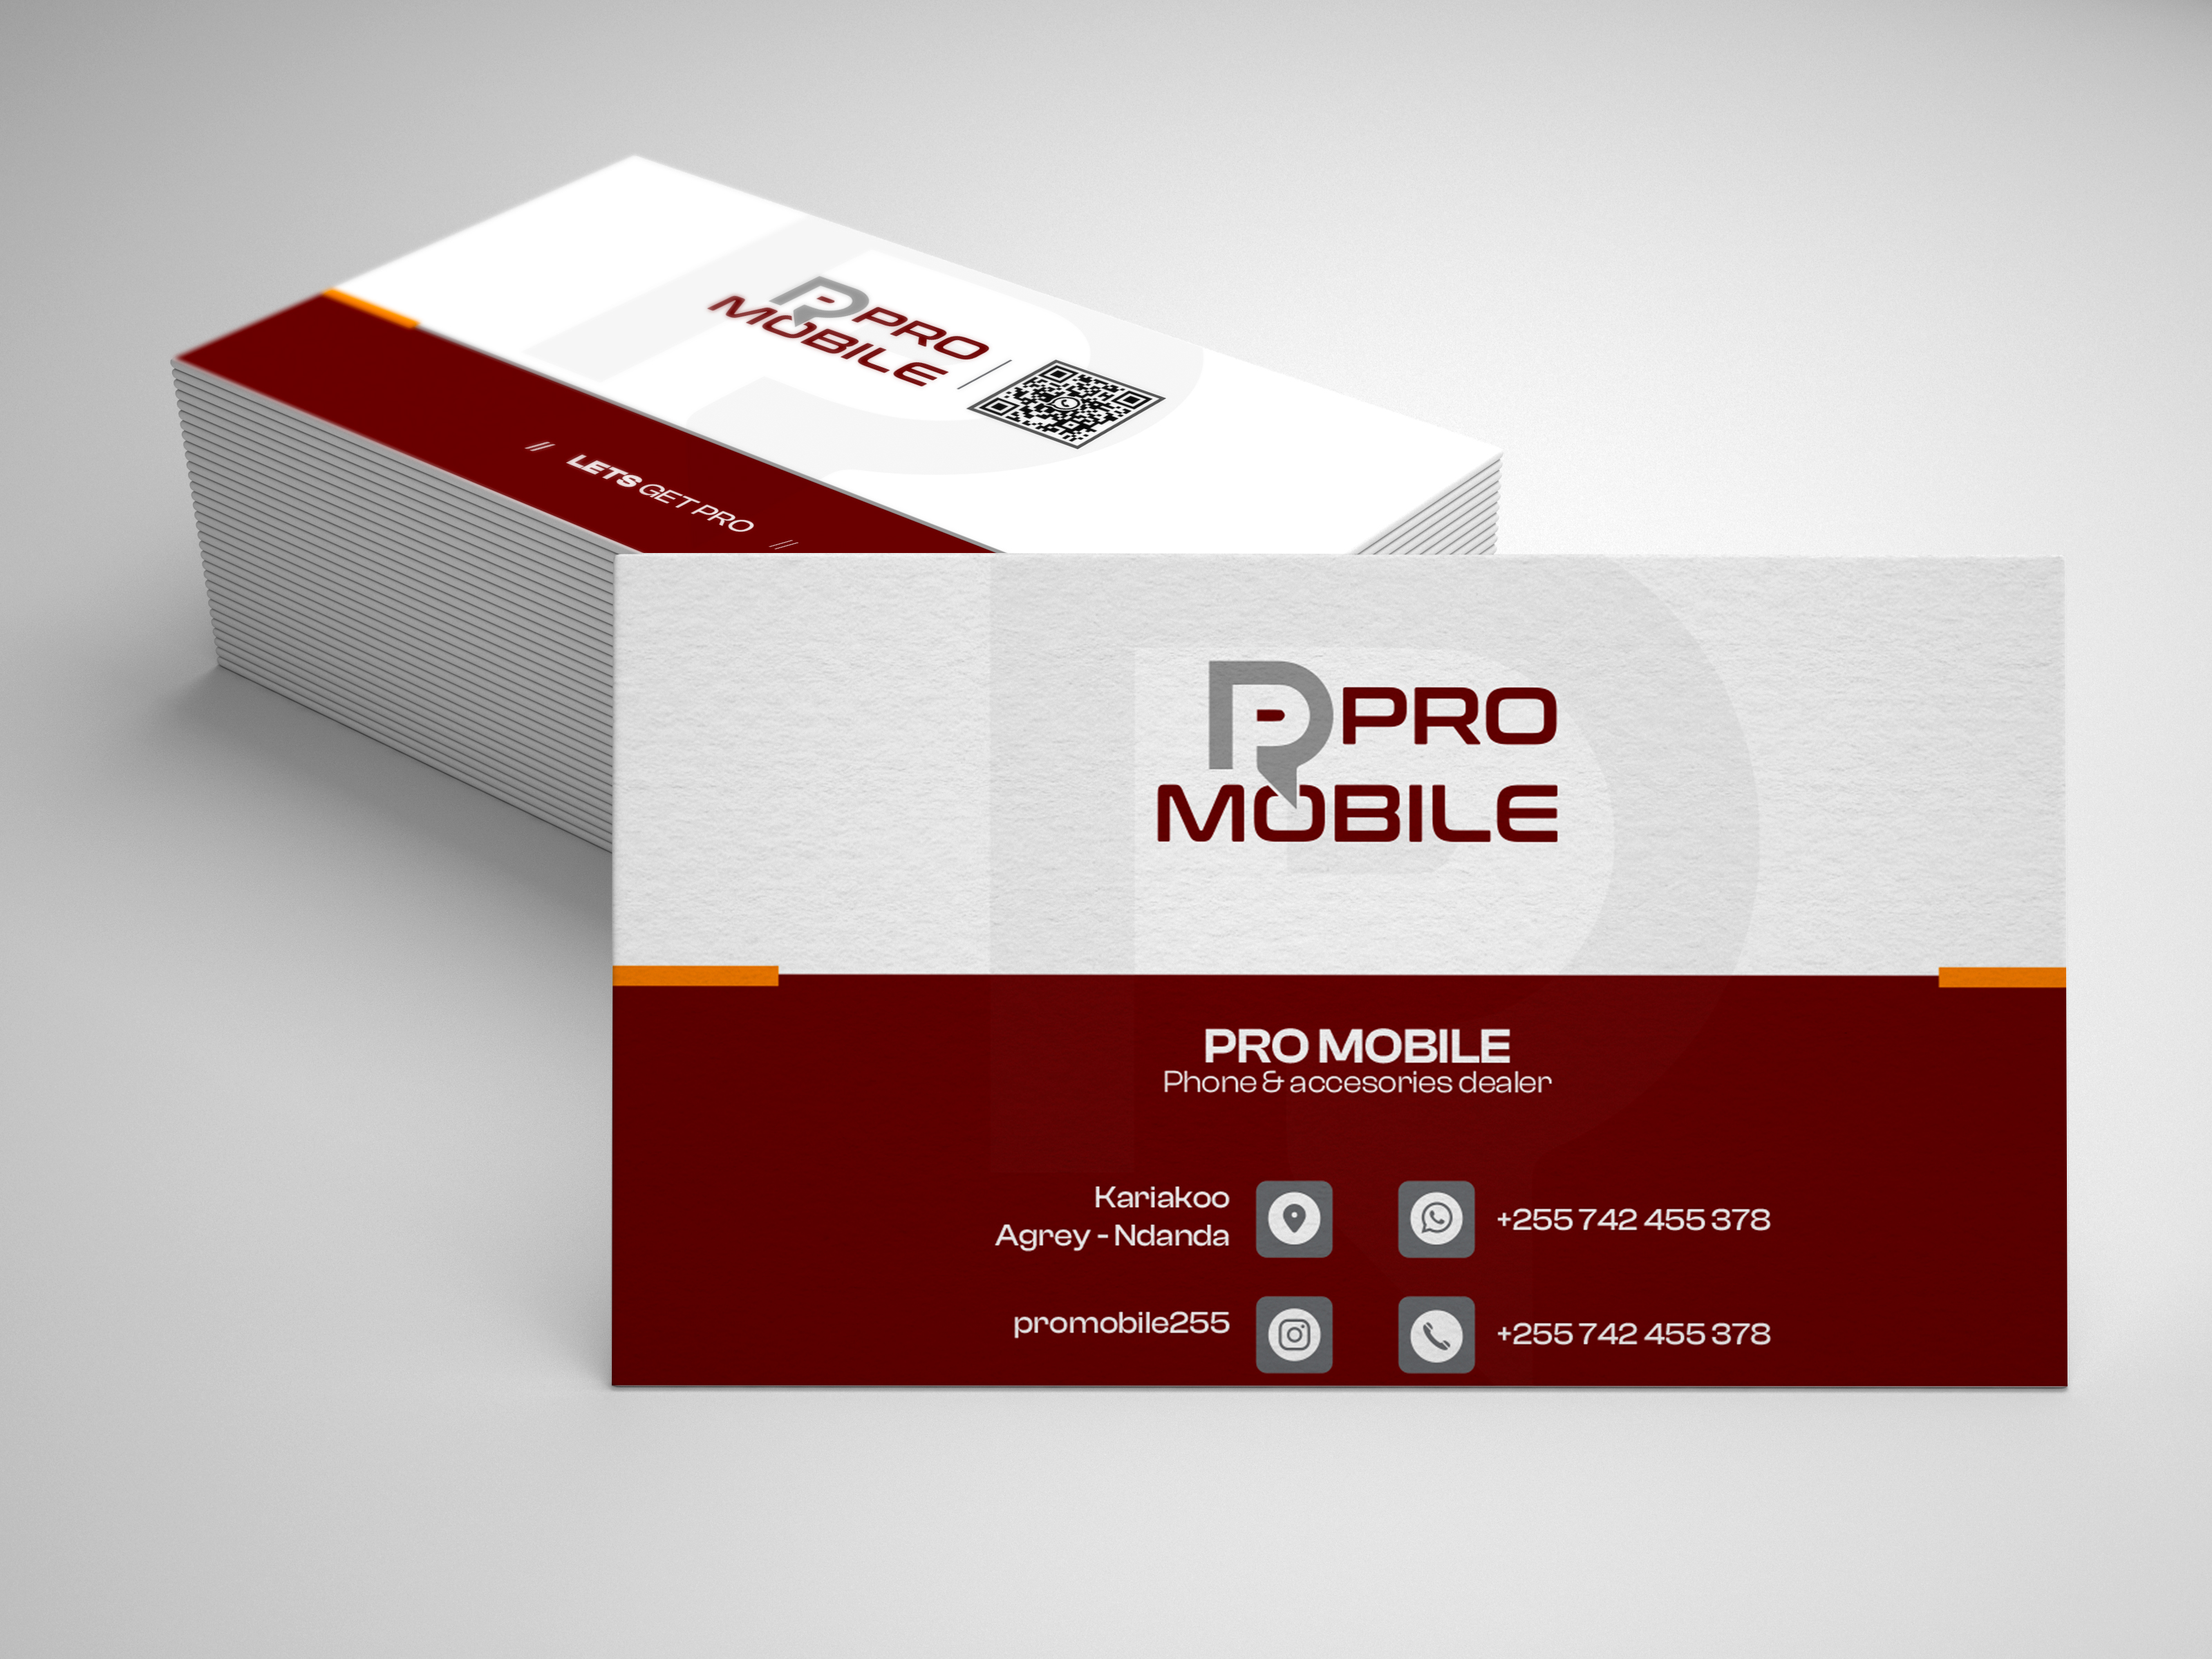 PRO
MOBILE
// LETS GET PRO //
PRO
MOBILE
PRO MOBILE
Phone & accesories dealer
Kariakoo
Agrey - Ndanda
+255 742 455 378
promobile255
+255 742 455 378